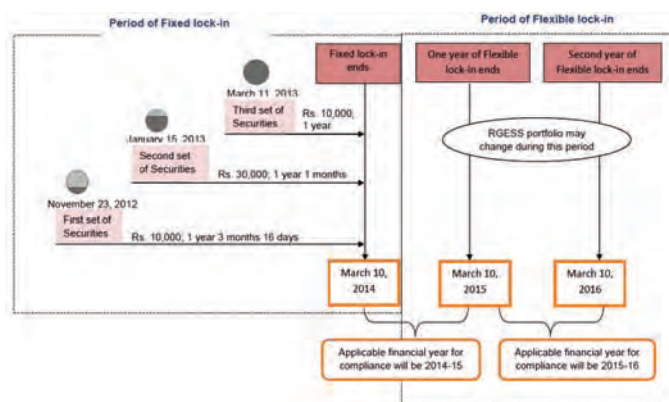 Period of Fixed lock-in
Period of Flexible lock-in
Fixed lock-in
ends
One year of Flexible
lock-in ends
Second year of
Flexible lock-in ends
March 11, 2013
Third set of
Securities
Rs. 10,000;
1 year
January 15, 2013
Second set
of Securities
Rs. 30,000; 1 year 1 months
RGESS portfolio may
change during this period
November 23, 2012
First set of
Securities
Rs. 10,000; 1 year 3 months 16 days
March 10,
2014
March 10,
2015
March 10,
2016
Applicable financial year for
compliance will be 2014-15
Applicable financial year for
compliance will be 2015-16